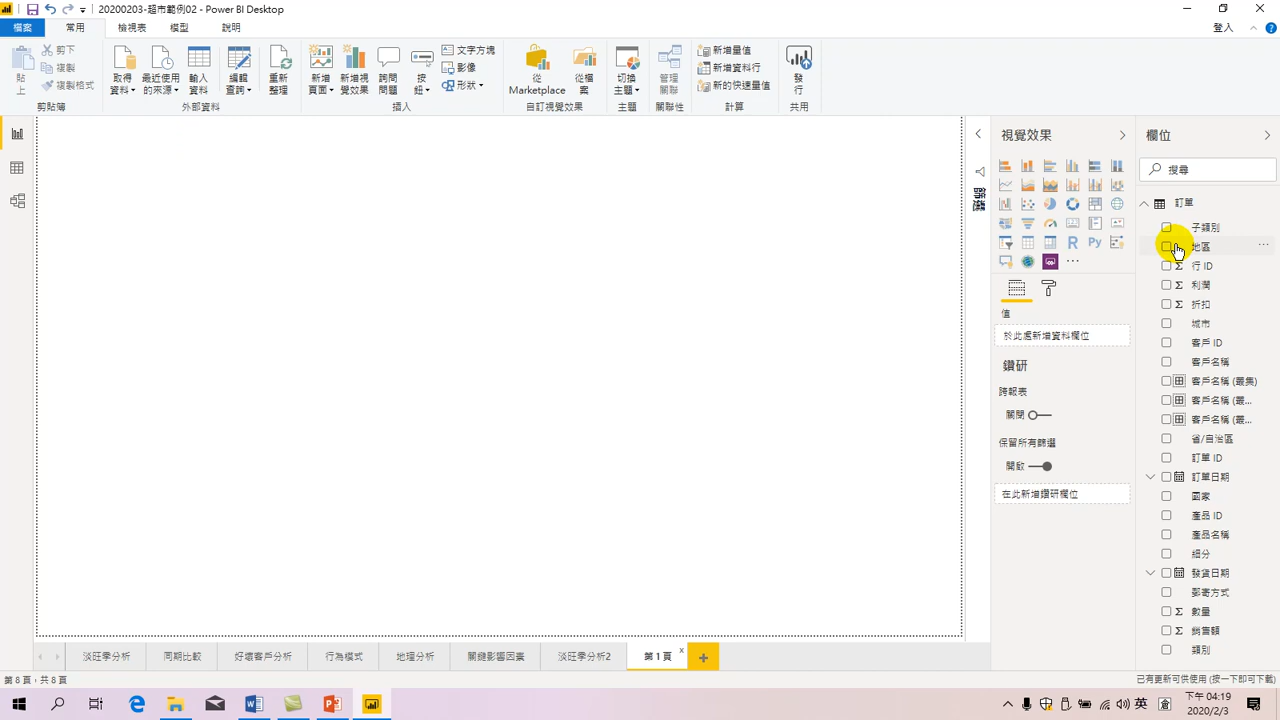 20200203-超市範例02 - Power BI Desktop
檔案
常用
檢視表
模型
說明
登入
貼上
剪下
複製
複製格式
剪貼簿
取得資料
最近使用的來源
輸入資料
編輯查詢
重新整理
外部資料
新增頁面
新增視覺效果
詢問問題
按鈕
文字方塊
影像
形狀
插入
從 Marketplace
從檔案
自訂視覺效果
切換主題
主題
管理關聯
關聯性
新增量值
新增資料行
新的快速量值
計算
發行
共用
篩選
視覺效果
R
Py
值
於此處新增資料欄位
鑽研
跨報表
關閉
保留所有篩選
開啟
在此新增鑽研欄位
欄位
搜尋
訂單
子類別
地區
行 ID
利潤
折扣
城市
客戶 ID
客戶名稱
客戶名稱 (叢集)
客戶名稱 (叢...
客戶名稱 (叢...
省/自治區
訂單 ID
訂單日期
國家
產品 ID
產品名稱
細分
發貨日期
郵寄方式
數量
銷售額
類別
淡旺季分析
同期比較
好壞客戶分析
行為模式
地理分析
關鍵影響因素
淡旺季分析2
第 1 頁
第 8 頁，共 8 頁
已有更新可供使用 (按一下即可下載)
英
下午 04:19
2020/2/3